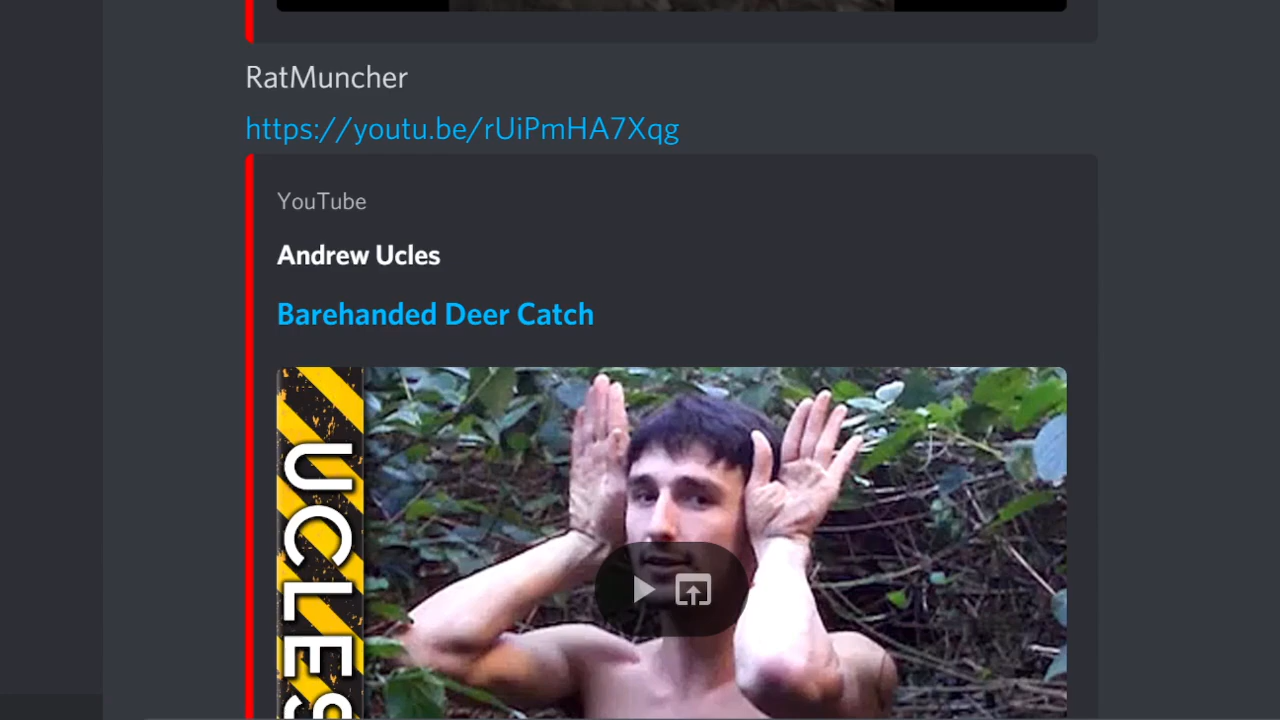 RatMuncher
https://youtu.be/rUiPmHA7Xqg
YouTube
Andrew Ucles
Barehanded Deer Catch
UCLES